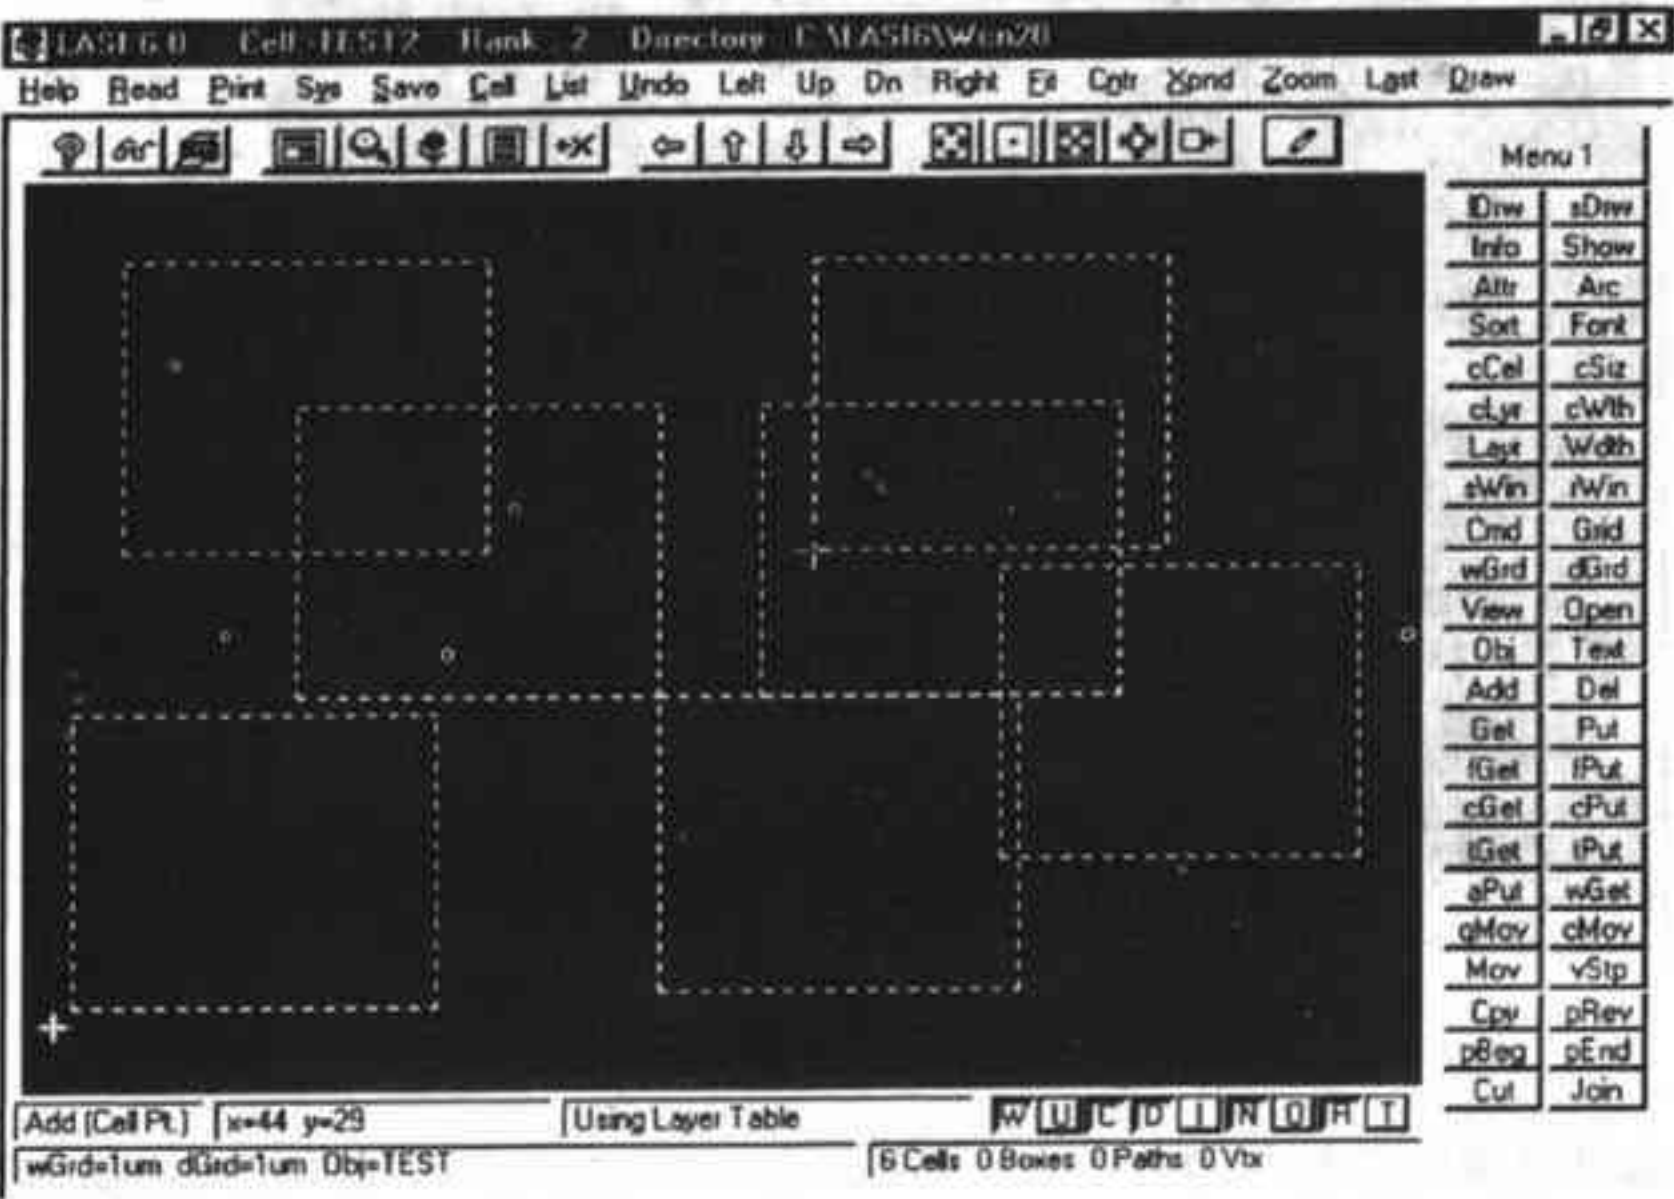 LASI 6.0 Cell=TEST2 Rank= 2 Directory C:\LASI6\Wcn20
Help Read Print Sys Save Cell List Undo Left Up Dn Right Fit Cntr Xpnd Zoom Last Draw
Menu 1
fDrw sDrw
Info Show
Attr Arc
Sort Font
cCel cSiz
cLyr cWth
Layr Wdth
sWin rWin
Cmd Grid
wGrd dGrd
View Open
Obj Text
Add Del
Get Put
fGet fPut
cGet cPut
tGet tPut
aPut wGet
qMov cMov
Mov vStp
Cpy pRev
pBeg pEnd
Cut Join
Add (Cell Pt.) x=44 y=29 Using Layer Table W U C D I N O A T
wGrd=1um dGrd=1um Obj=TEST 6 Cells 0 Boxes 0 Paths 0 Vtx